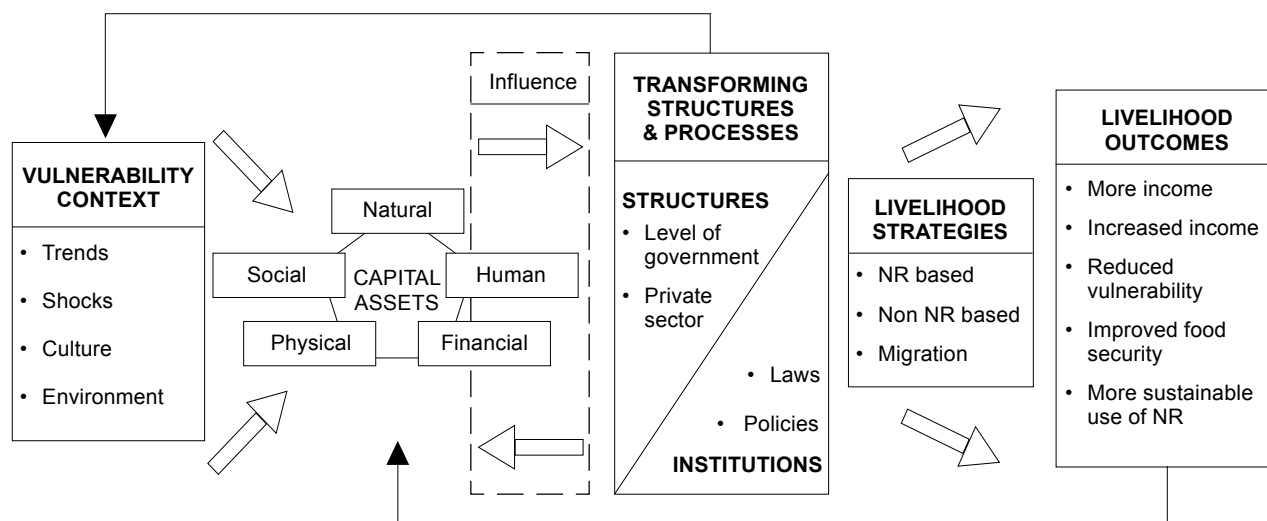 Influence
TRANSFORMING
STRUCTURES
& PROCESSES
LIVELIHOOD
OUTCOMES
VULNERABILITY
CONTEXT
• Trends
• Shocks
• Culture
• Environment
Natural
Social
CAPITAL
ASSETS
Human
Physical
Financial
STRUCTURES
• Level of
government
• Private
sector
• Laws
• Policies
INSTITUTIONS
LIVELIHOOD
STRATEGIES
• NR based
• Non NR based
• Migration
• More income
• Increased income
• Reduced
vulnerability
• Improved food
security
• More sustainable
use of NR